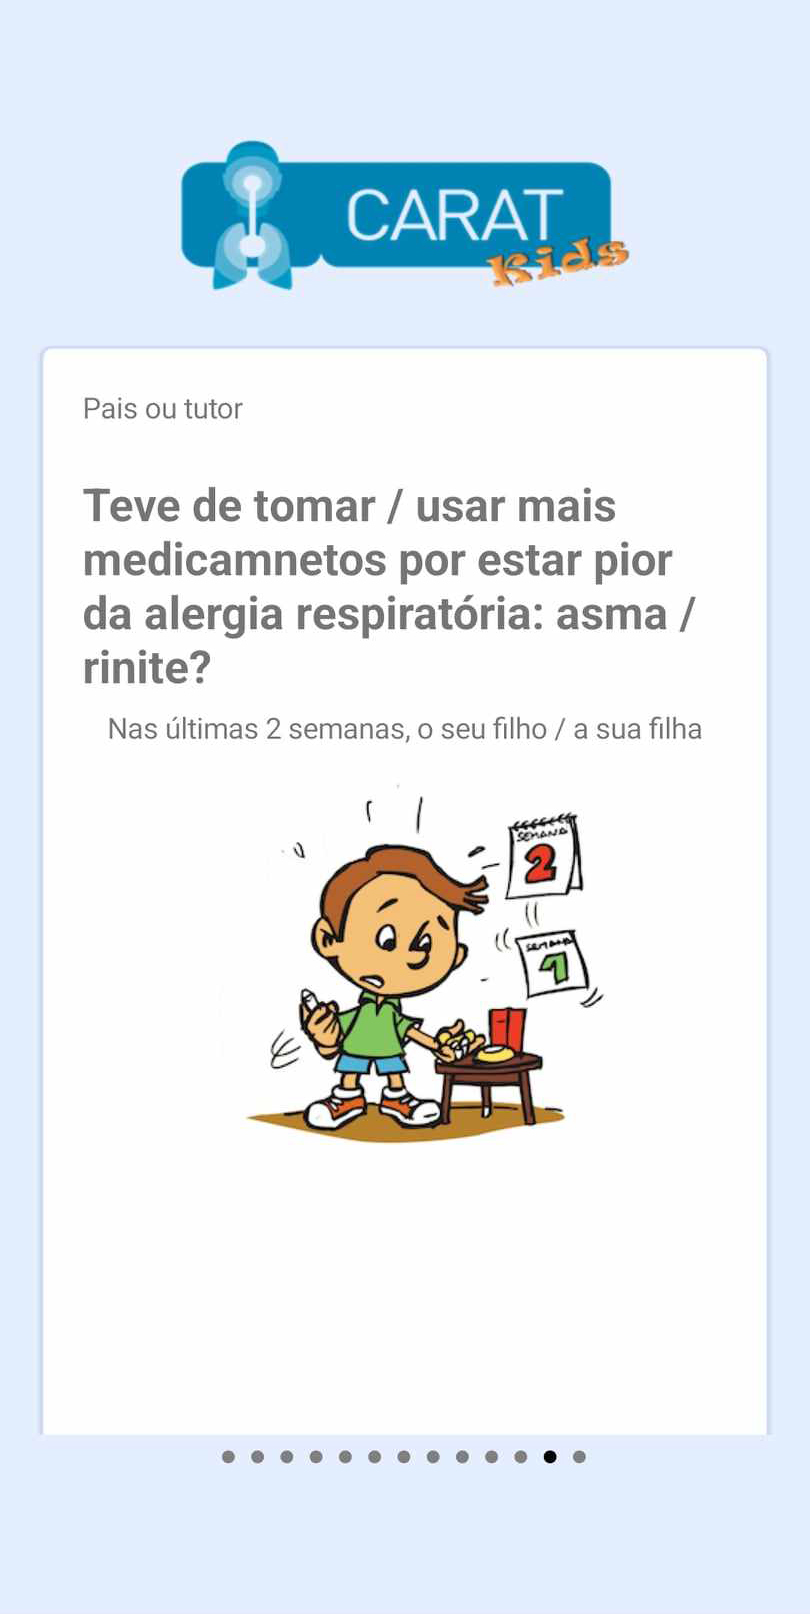 CARAT
Kids
Pais ou tutor
Teve de tomar / usar mais
medicamnetos por estar pior
da alergia respiratória: asma /
rinite?
Nas últimas 2 semanas, o seu filho / a sua filha
SEMANA
2
SEMANA
1